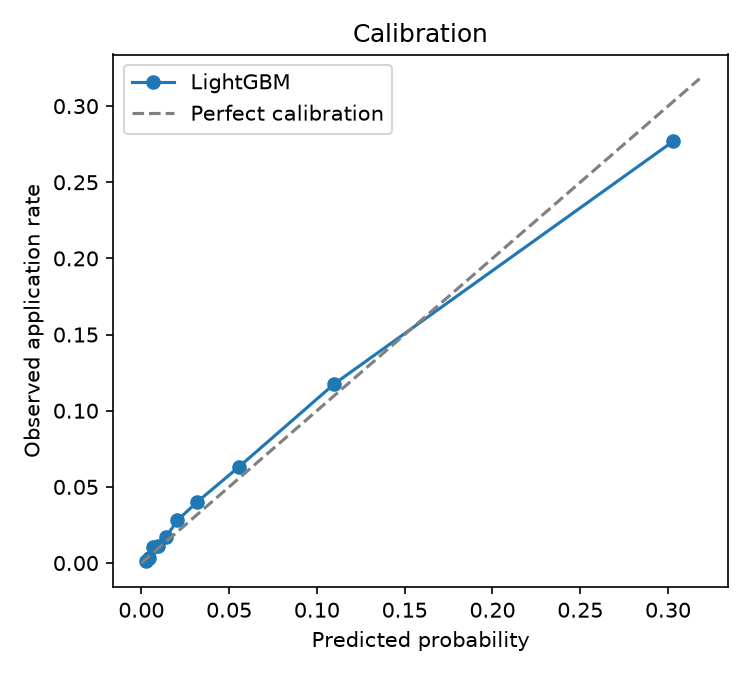 Calibration
LightGBM
Perfect calibration
Observed application rate
0.30
0.25
0.20
0.15
0.10
0.05
0.00
0.00 0.05 0.10 0.15 0.20 0.25 0.30
Predicted probability